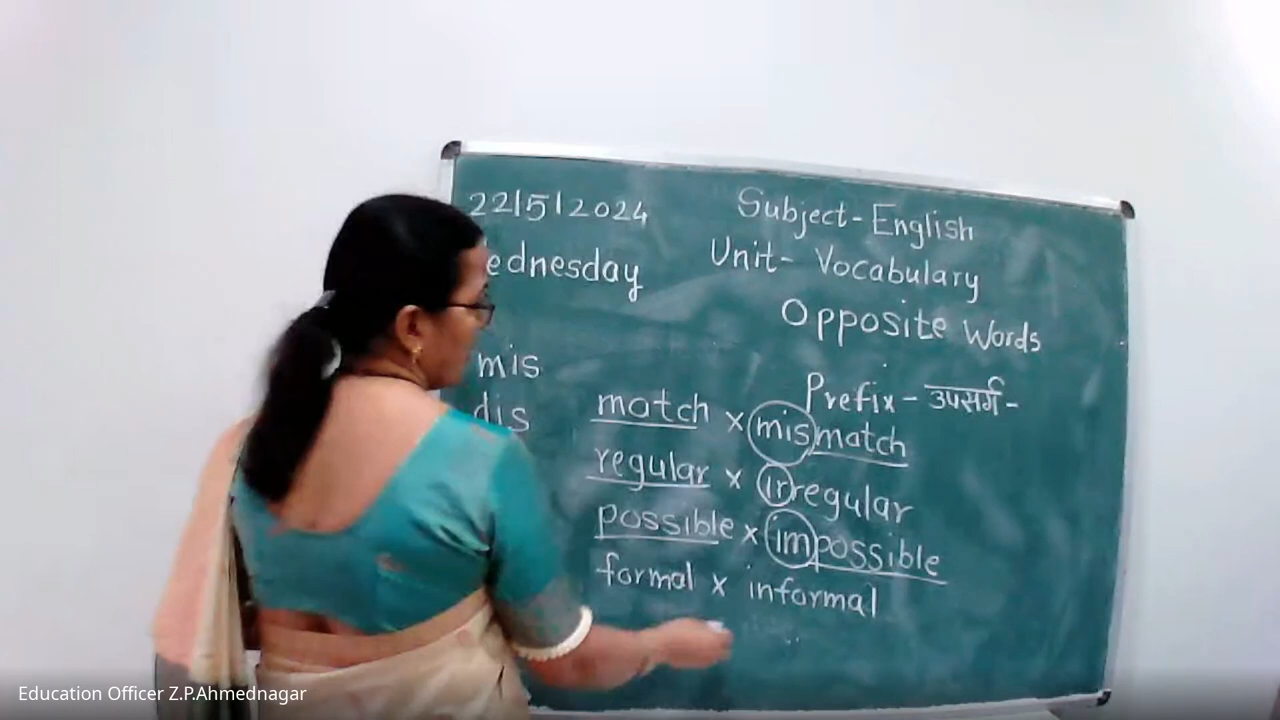 22/5/2024
ednesday
Subject-English
Unit- Vocabulary
Opposite Words
Prefix - उपसर्ग -
mis
dis
match x mismatch
regular x irregular
possible x impossible
formal x informal
Education Officer Z.P.Ahmednagar